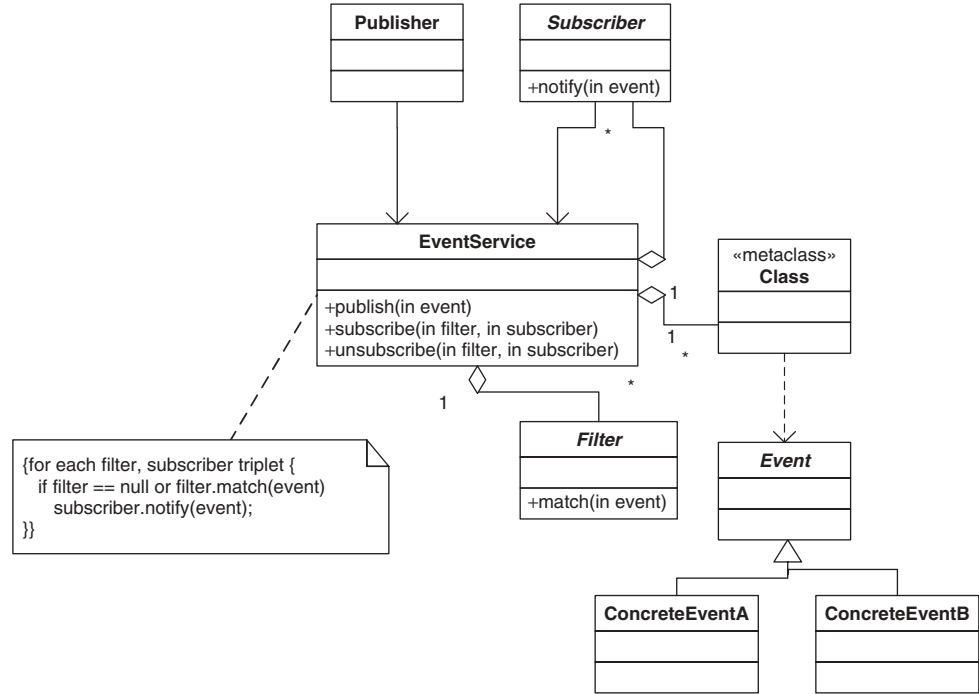 Publisher
Subscriber
+notify(in event)
*
EventService
+publish(in event)
+subscribe(in filter, in subscriber)
+unsubscribe(in filter, in subscriber)
«metaclass»
Class
1
1
*
*
1
Filter
+match(in event)
Event
{for each filter, subscriber triplet {
if filter == null or filter.match(event)
subscriber.notify(event);
}}
ConcreteEventA
ConcreteEventB